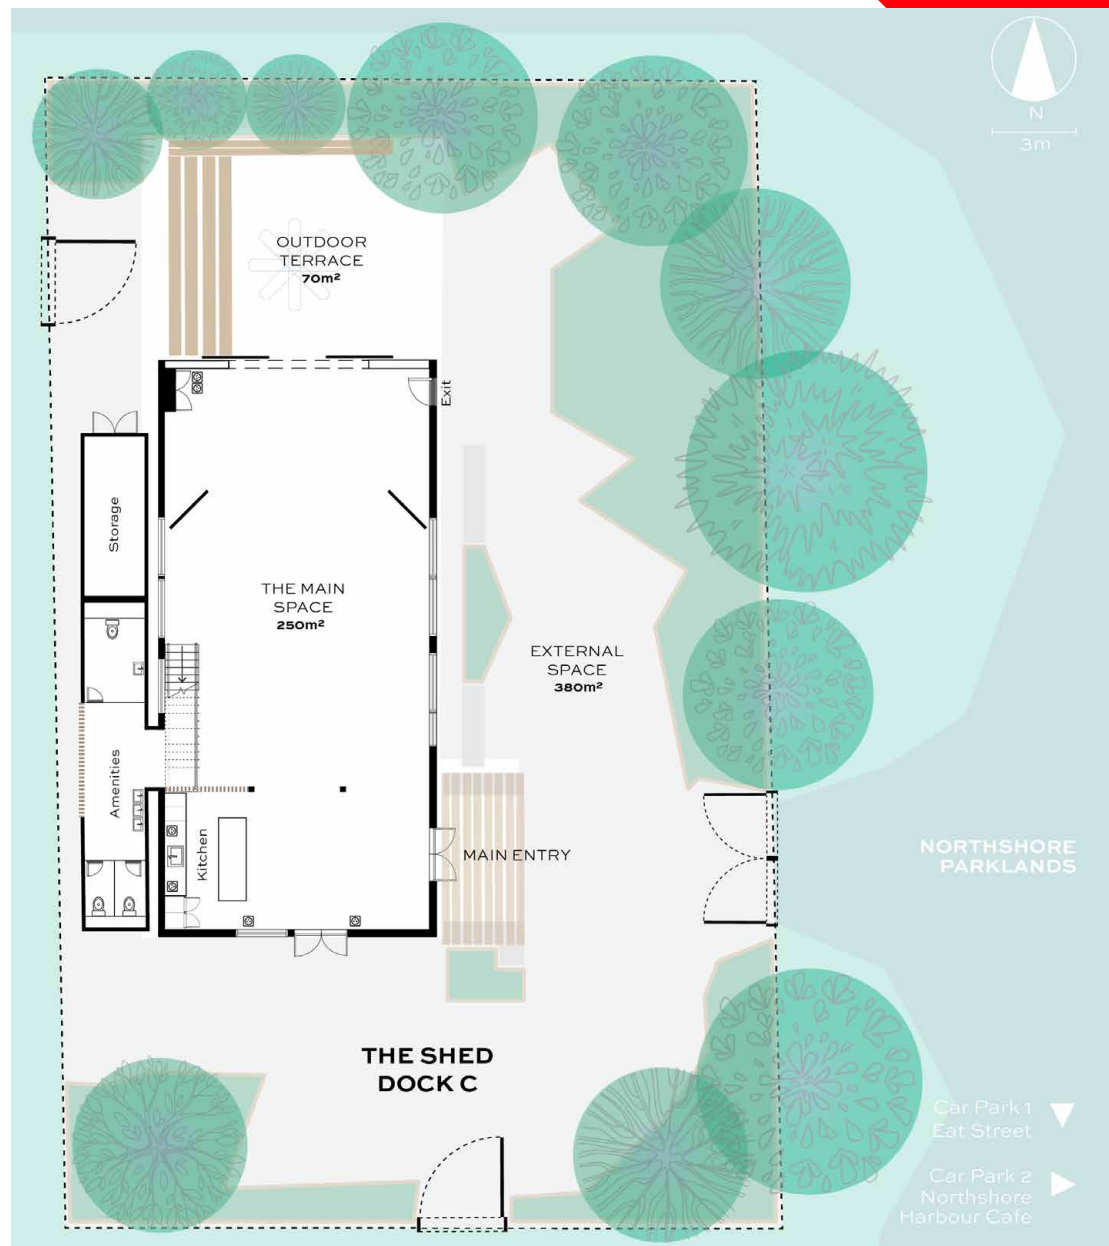 N
3m
OUTDOOR
TERRACE
70m²
Exit
Storage
THE MAIN
SPACE
250m²
EXTERNAL
SPACE
380m²
Amenities
Kitchen
MAIN ENTRY
NORTHSHORE
PARKLANDS
THE SHED
DOCK C
Car Park 1
Eat Street
Car Park 2
Northshore
Harbour Cafe